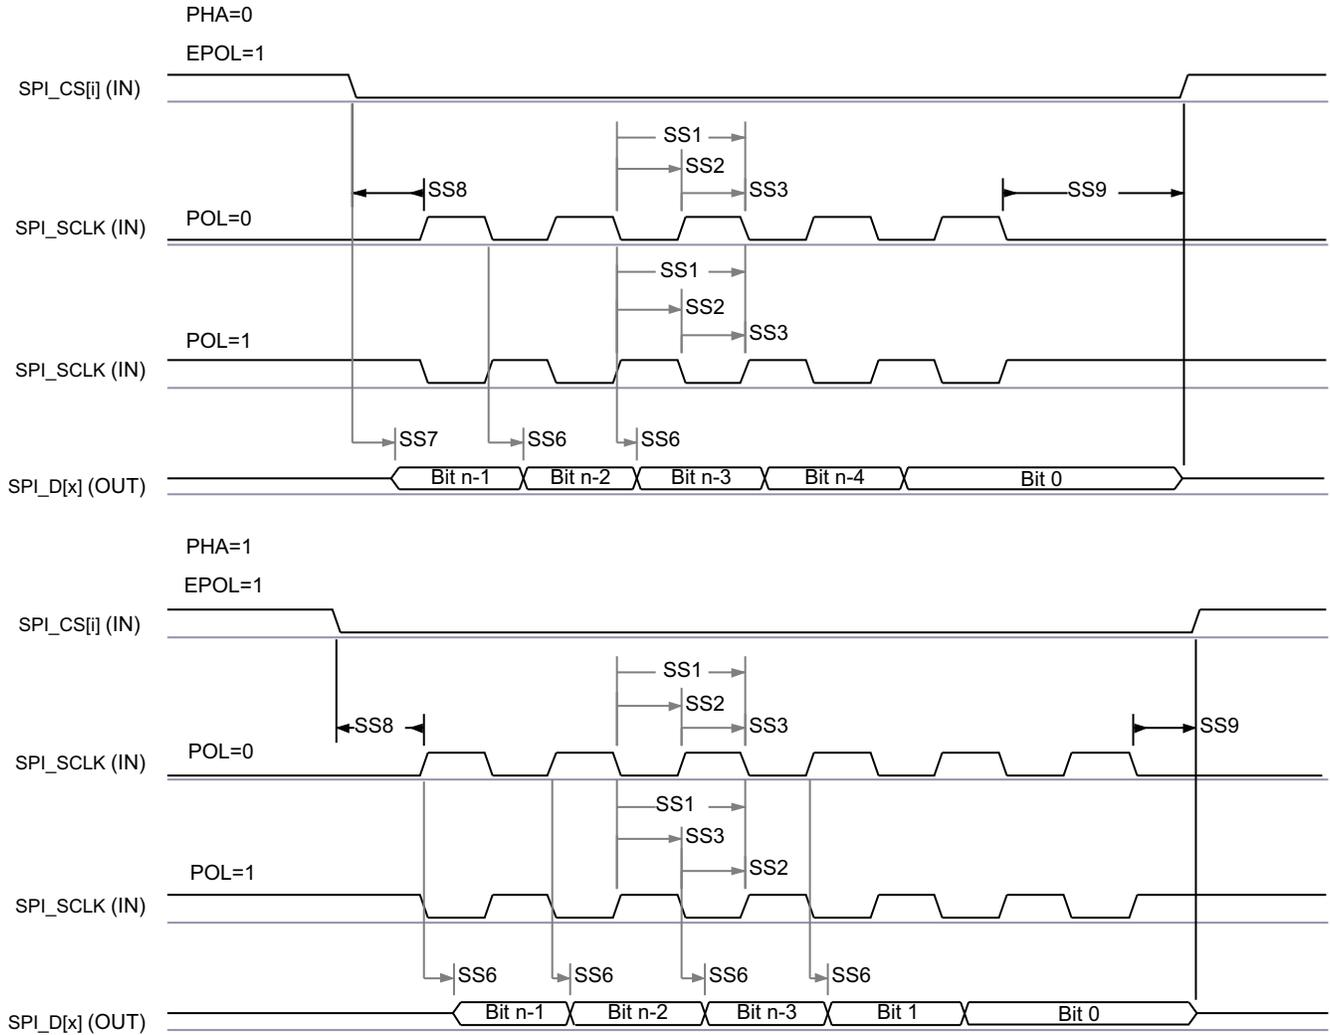 PHA=0
EPOL=1
SPI_CS[i] (IN)
SS1
SS2
SS8
SS3
SS9
POL=0
SPI_SCLK (IN)
SS1
SS2
SS3
POL=1
SPI_SCLK (IN)
SS7
SS6
SS6
Bit n-1
Bit n-2
Bit n-3
Bit n-4
Bit 0
SPI_D[x] (OUT)
PHA=1
EPOL=1
SPI_CS[i] (IN)
SS1
SS2
SS8
SS3
SS9
POL=0
SPI_SCLK (IN)
SS1
SS3
SS2
POL=1
SPI_SCLK (IN)
SS6
SS6
SS6
SS6
Bit n-1
Bit n-2
Bit n-3
Bit 1
Bit 0
SPI_D[x] (OUT)